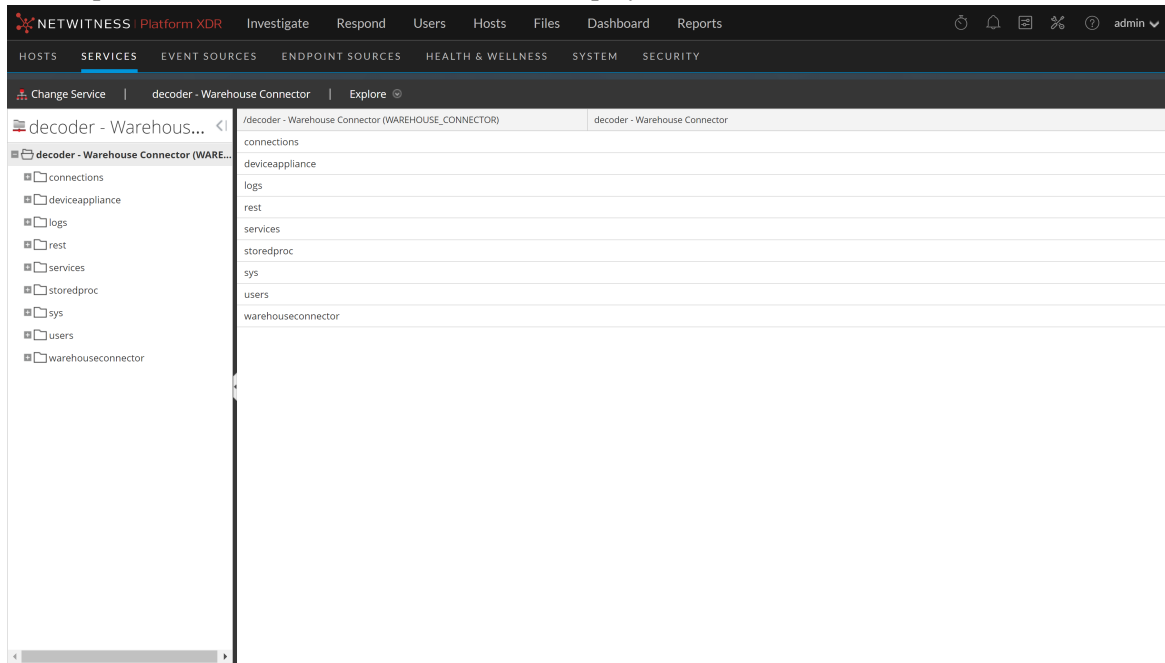 NETWITNESS | Platform XDR Investigate Respond Users Hosts Files Dashboard Reports admin
HOSTS SERVICES EVENT SOURCES ENDPOINT SOURCES HEALTH & WELLNESS SYSTEM SECURITY
Change Service | decoder - Warehouse Connector | Explore
decoder - Warehous...
decoder - Warehouse Connector (WARE...
connections
deviceappliance
logs
rest
services
storedproc
sys
users
warehouseconnector
/decoder - Warehouse Connector (WAREHOUSE_CONNECTOR) decoder - Warehouse Connector
connections
deviceappliance
logs
rest
services
storedproc
sys
users
warehouseconnector